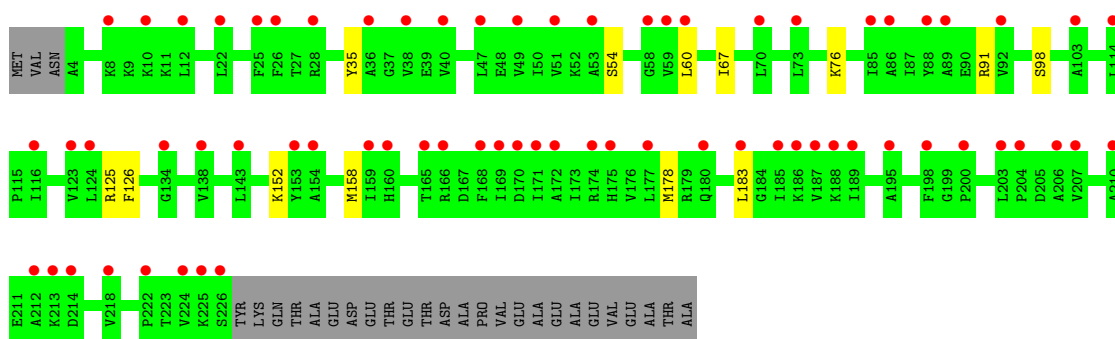 MET VAL ASN A4 K8 K9 K10 K11 L12 L22 F25 F26 T27 R28 Y35 A36 G37 V38 E39 V40 L47 E48 V49 I50 V51 K52 A53 S54 G58 V59 L60 I67 L70 L73 K76 I85 A86 I87 Y88 A89 E90 R91 V92 S98 A103 L114
P115 I116 V123 L124 R125 F126 G134 V138 L143 K152 Y153 A154 M158 I159 H160 T165 R166 D167 F168 I169 D170 I171 A172 I173 R174 H175 V176 L177 M178 R179 Q180 L183 G184 I185 K186 V187 K188 I189 A195 F198 G199 P200 L203 P204 D205 A206 V207 A210
E211 A212 K213 D214 V218 P222 T223 V224 K225 S226 TYR LYS GLN THR ALA GLU ASP GLU THR GLU THR ASP ALA PRO VAL GLU ALA GLU ALA GLU VAL GLU ALA THR ALA